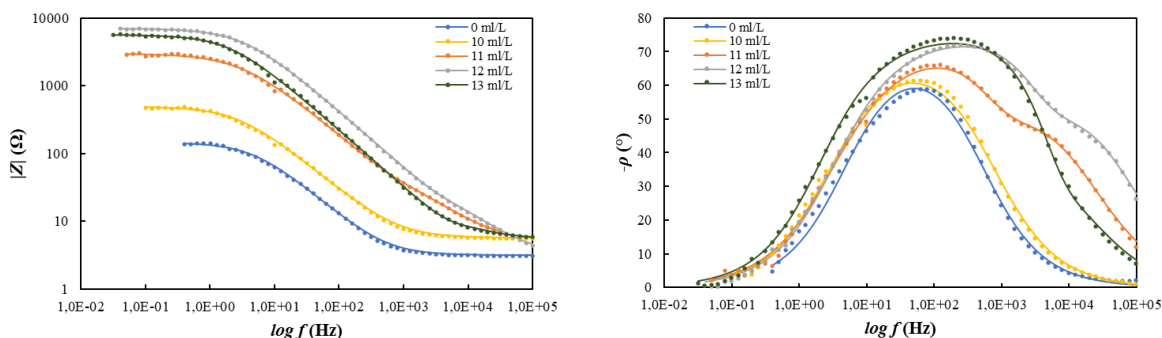 10000
1000
100
10
1
|Z| (Ω)
1,0E-02 1,0E-01 1,0E+00 1,0E+01 1,0E+02 1,0E+03 1,0E+04 1,0E+05
log f (Hz)
0 ml/L
10 ml/L
11 ml/L
12 ml/L
13 ml/L
80
70
60
50
40
30
20
10
0
-ρ (°)
1,0E-02 1,0E-01 1,0E+00 1,0E+01 1,0E+02 1,0E+03 1,0E+04 1,0E+05
log f (Hz)
0 ml/L
10 ml/L
11 ml/L
12 ml/L
13 ml/L